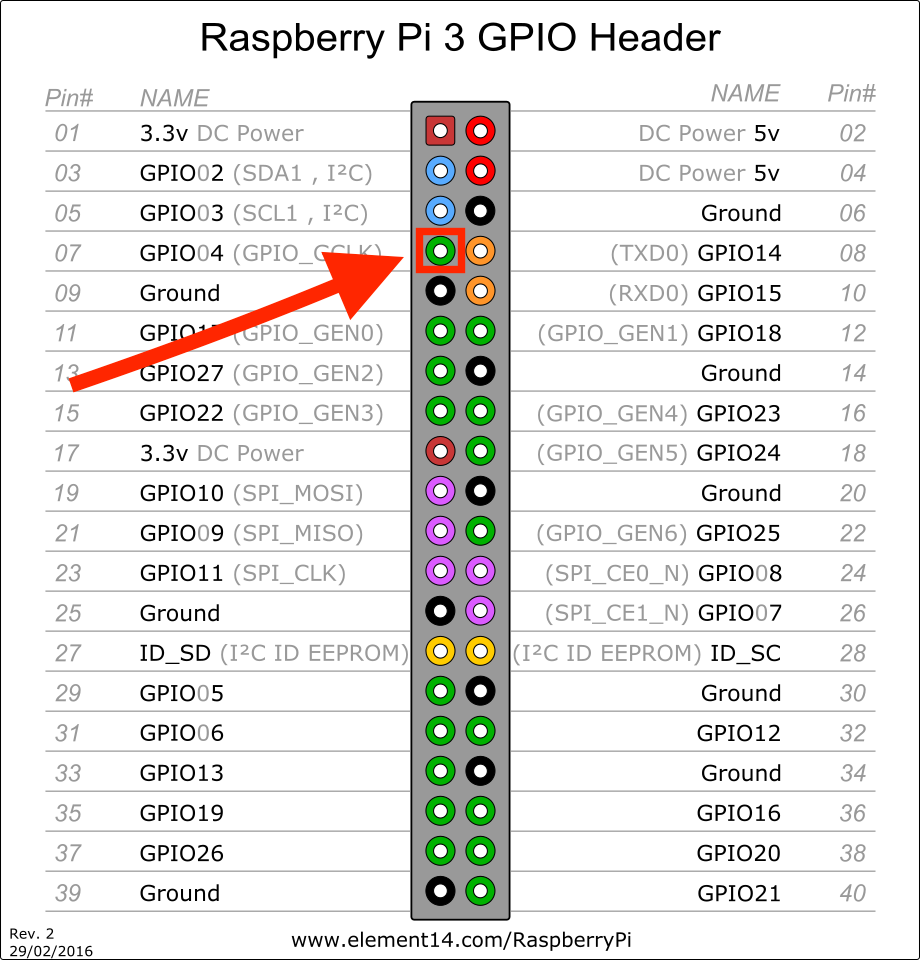 Raspberry Pi 3 GPIO Header
Pin# NAME NAME Pin#
01 3.3v DC Power DC Power 5v 02
03 GPIO02 (SDA1 , I²C) DC Power 5v 04
05 GPIO03 (SCL1 , I²C) Ground 06
07 GPIO04 (GPIO_GCLK) (TXD0) GPIO14 08
09 Ground (RXD0) GPIO15 10
11 GPIO17 (GPIO_GEN0) (GPIO_GEN1) GPIO18 12
13 GPIO27 (GPIO_GEN2) Ground 14
15 GPIO22 (GPIO_GEN3) (GPIO_GEN4) GPIO23 16
17 3.3v DC Power (GPIO_GEN5) GPIO24 18
19 GPIO10 (SPI_MOSI) Ground 20
21 GPIO09 (SPI_MISO) (GPIO_GEN6) GPIO25 22
23 GPIO11 (SPI_CLK) (SPI_CE0_N) GPIO08 24
25 Ground (SPI_CE1_N) GPIO07 26
27 ID_SD (I²C ID EEPROM) (I²C ID EEPROM) ID_SC 28
29 GPIO05 Ground 30
31 GPIO06 GPIO12 32
33 GPIO13 Ground 34
35 GPIO19 GPIO16 36
37 GPIO26 GPIO20 38
39 Ground GPIO21 40
Rev. 2
29/02/2016
www.element14.com/RaspberryPi